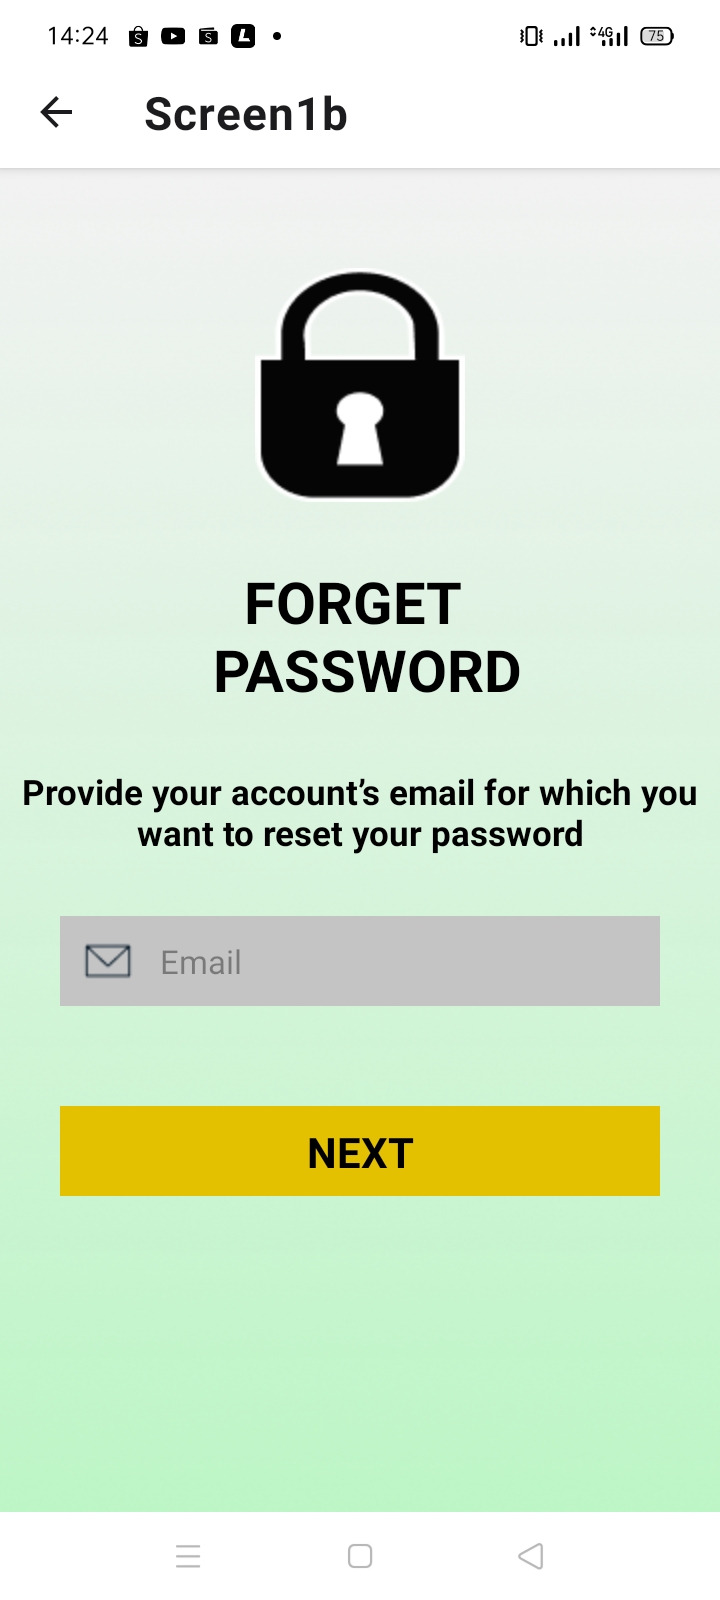 14:24
4G
75
Screen1b
FORGET
PASSWORD
Provide your account’s email for which you
want to reset your password
Email
NEXT